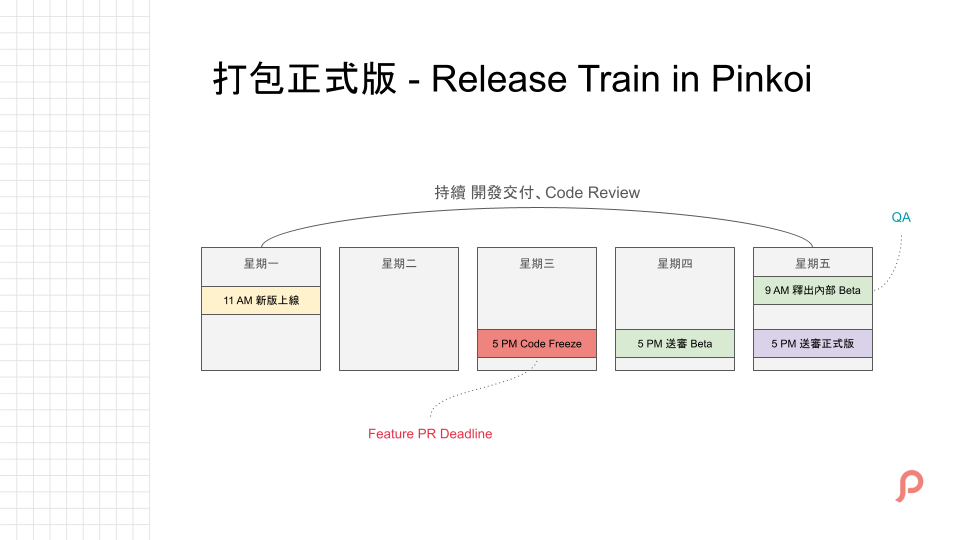 打包正式版 - Release Train in Pinkoi
持續 開發交付、Code Review
QA
星期一
星期二
星期三
星期四
星期五
9 AM 釋出內部 Beta
11 AM 新版上線
5 PM Code Freeze
5 PM 送審 Beta
5 PM 送審正式版
Feature PR Deadline